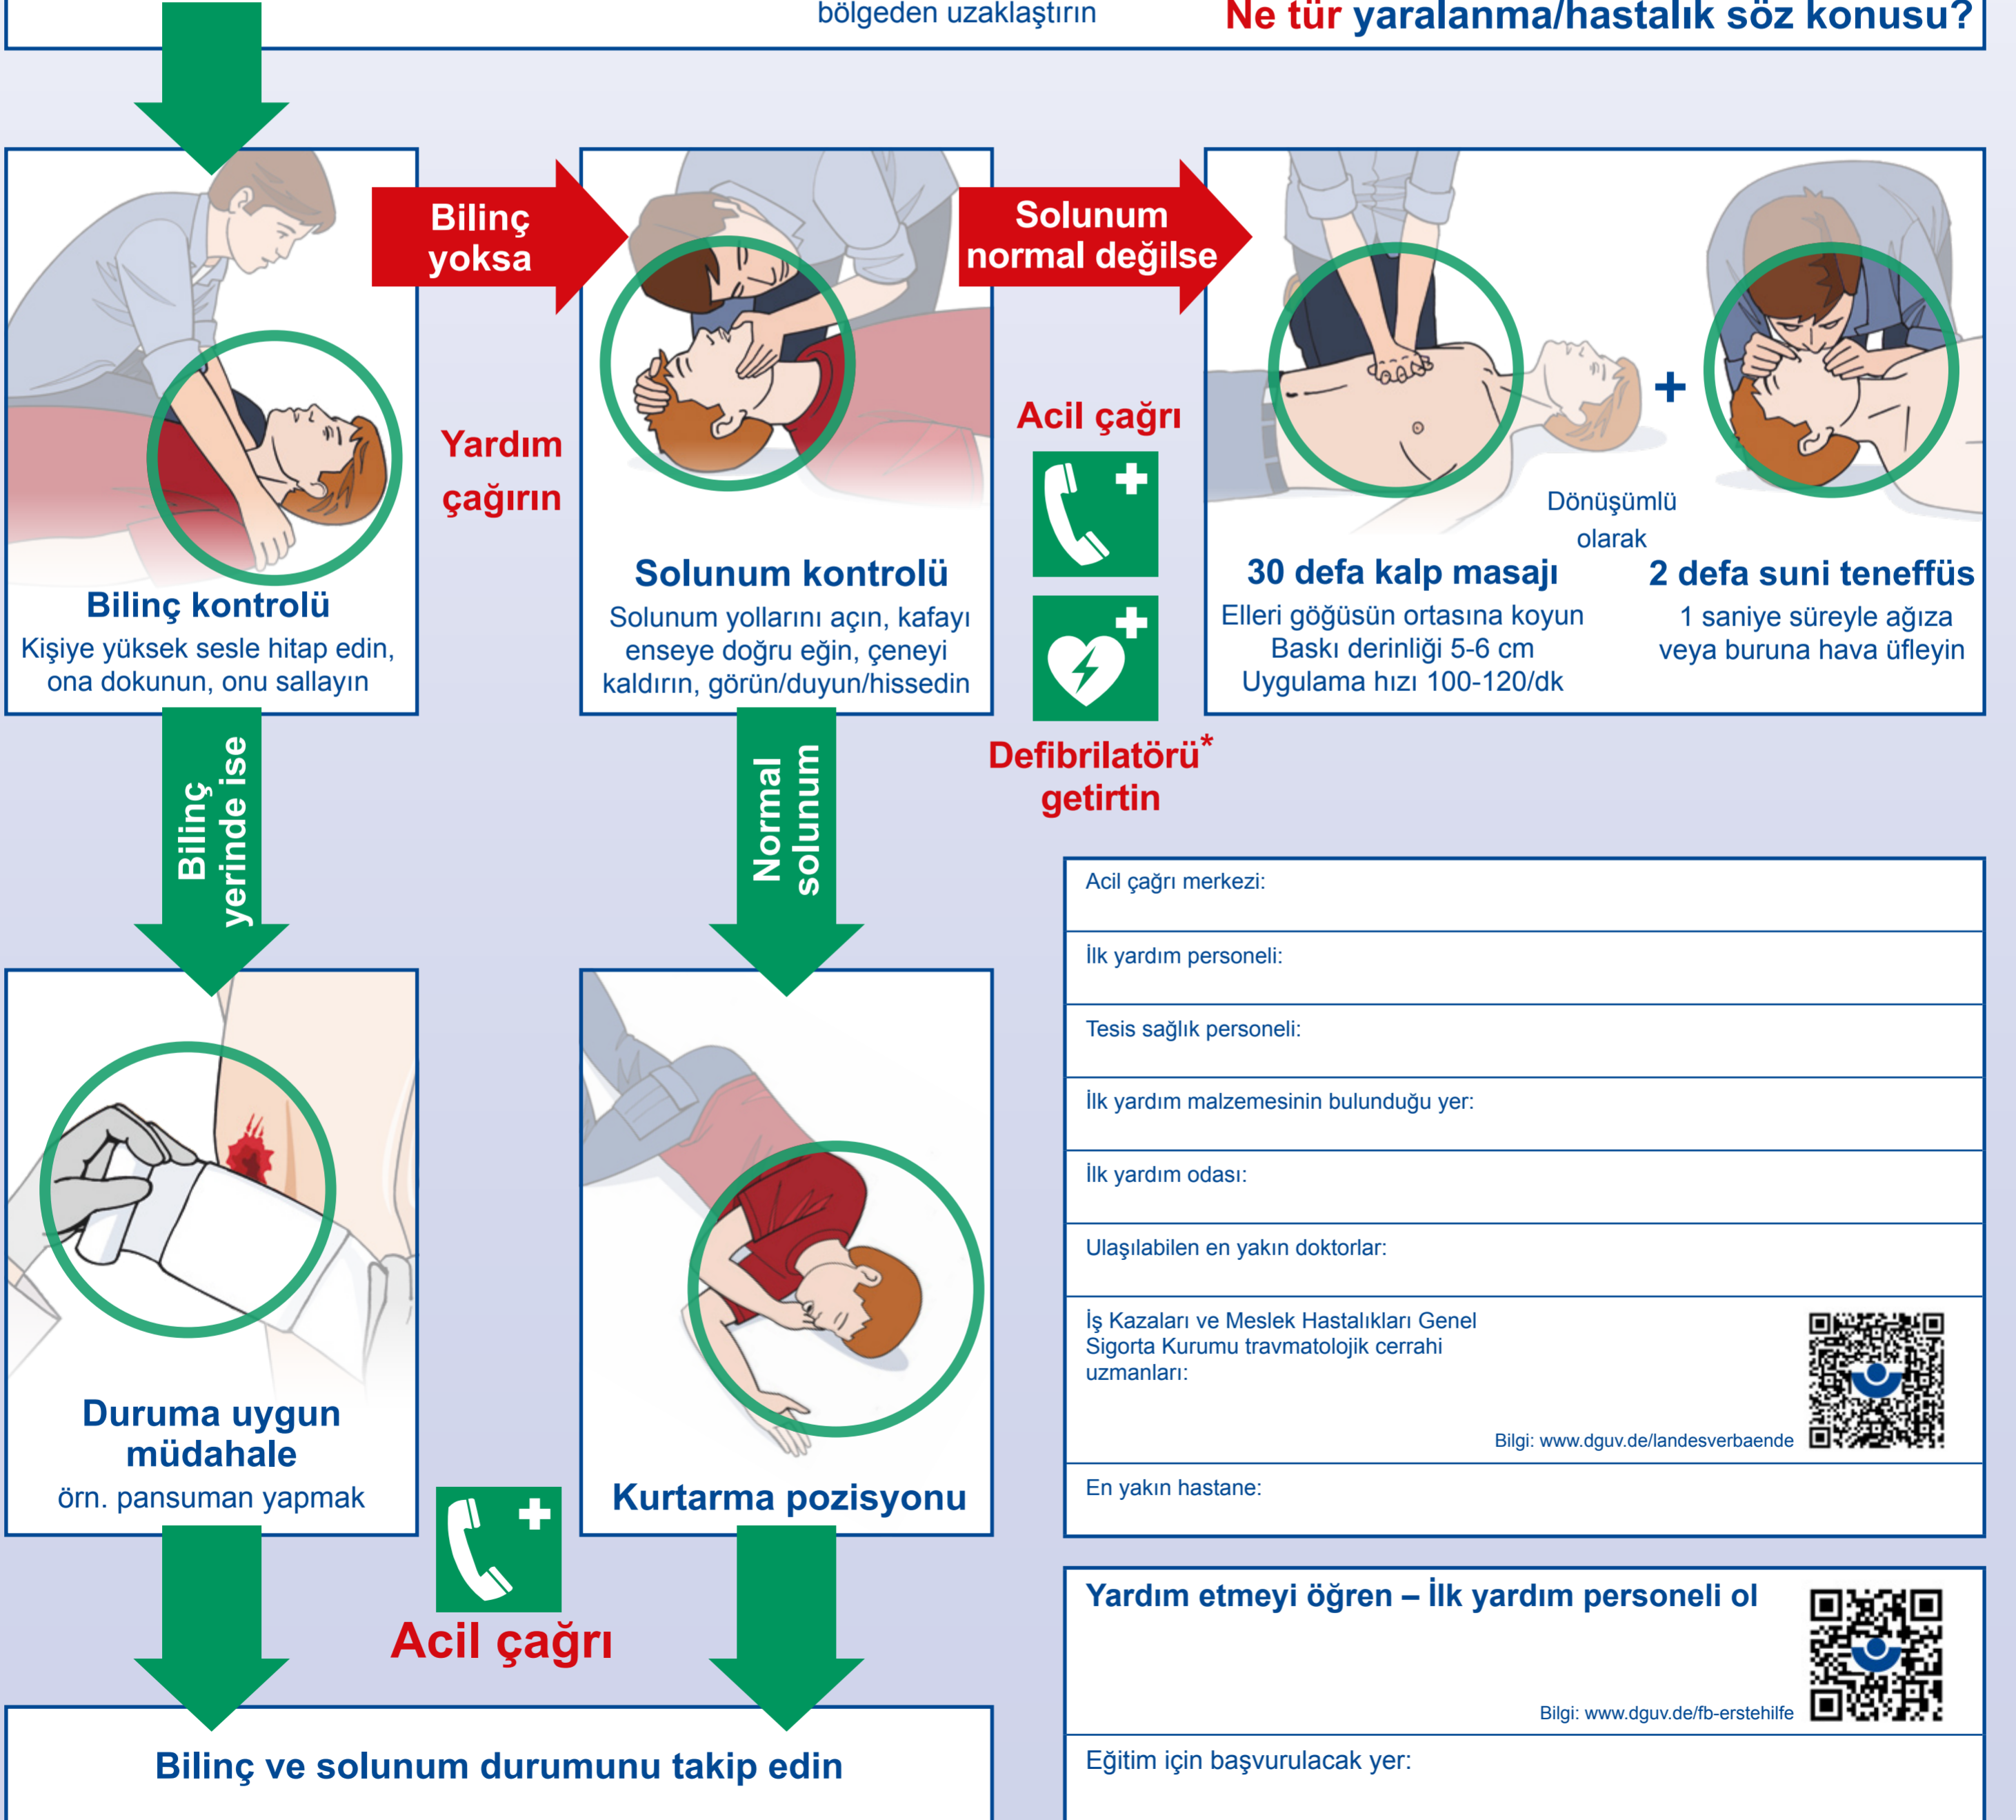 bölgeden uzaklaştırın
Ne tür yaralanma/hastalık söz konusu?
Bilinç
yoksa
Solunum
normal değilse
Yardım
çağırın
Acil çağrı
Defibrilatörü*
getirtin
Bilinç kontrolü
Kişiye yüksek sesle hitap edin,
ona dokunun, onu sallayın
Solunum kontrolü
Solunum yollarını açın, kafayı
enseye doğru eğin, çeneyi
kaldırın, görün/duyun/hissedin
+
Dönüşümlü
olarak
30 defa kalp masajı
Elleri göğüsün ortasına koyun
Baskı derinliği 5-6 cm
Uygulama hızı 100-120/dk
2 defa suni teneffüs
1 saniye süreyle ağıza
veya buruna hava üfleyin
Bilinç
yerinde ise
Normal
solunum
Duruma uygun
müdahale
örn. pansuman yapmak
Kurtarma pozisyonu
Acil çağrı
Bilinç ve solunum durumunu takip edin
Acil çağrı merkezi:
İlk yardım personeli:
Tesis sağlık personeli:
İlk yardım malzemesinin bulunduğu yer:
İlk yardım odası:
Ulaşılabilen en yakın doktorlar:
İş Kazaları ve Meslek Hastalıkları Genel
Sigorta Kurumu travmatolojik cerrahi
uzmanları:
Bilgi: www.dguv.de/landesverbaende
En yakın hastane:
Yardım etmeyi öğren – İlk yardım personeli ol
Bilgi: www.dguv.de/fb-erstehilfe
Eğitim için başvurulacak yer: